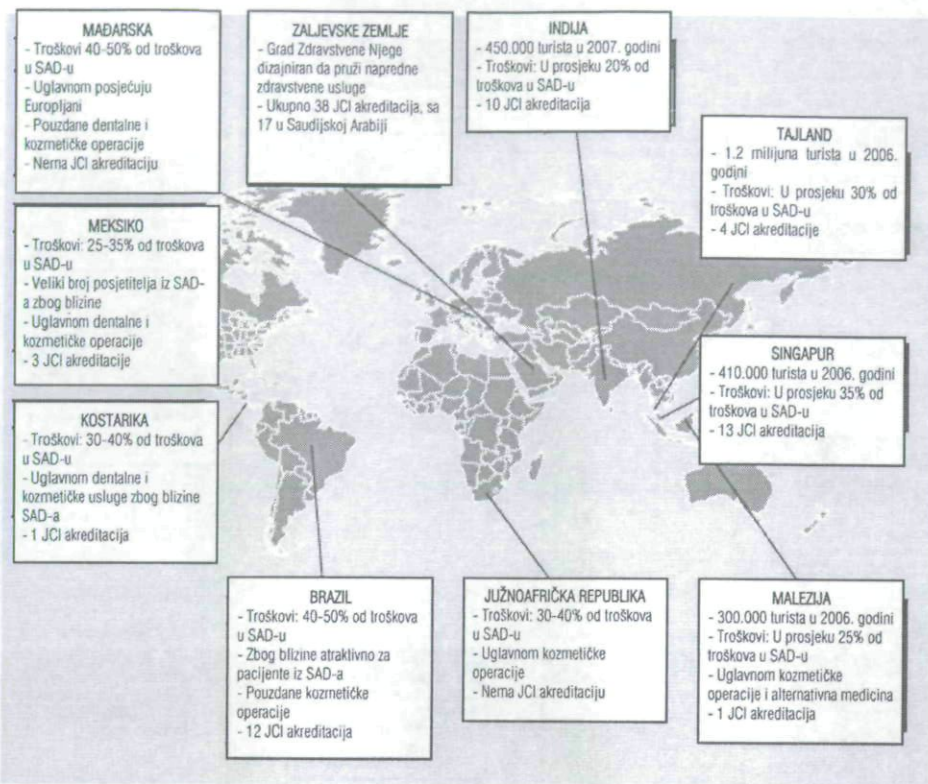 MAĐARSKA
- Troškovi 40-50% od troškova
u SAD-u
- Uglavnom posjećuju
Europljani
- Pouzdane dentalne i
kozmetičke operacije
- Nema JCI akreditaciju
ZALJEVSKE ZEMLJE
- Grad Zdravstvene Njege
dizajniran da pruži napredne
zdravstvene usluge
- Ukupno 38 JCI akreditacija, sa
17 u Saudijskoj Arabiji
INDIJA
- 450.000 turista u 2007. godini
- Troškovi: U prosjeku 20% od
troškova u SAD-u
- 10 JCI akreditacija
TAJLAND
- 1.2 milijuna turista u 2006.
godini
- Troškovi: U prosjeku 30% od
troškova u SAD-u
- 4 JCI akreditacije
MEKSIKO
- Troškovi: 25-35% od troškova
u SAD-u
- Veliki broj posjetitelja iz SAD-
a zbog blizine
- Uglavnom dentalne i
kozmetičke operacije
- 3 JCI akreditacije
SINGAPUR
- 410.000 turista u 2006. godini
- Troškovi: U prosjeku 35% od
troškova u SAD-u
- 13 JCI akreditacija
KOSTARIKA
- Troškovi: 30-40% od troškova
u SAD-u
- Uglavnom dentalne i
kozmetičke usluge zbog blizine
SAD-a
- 1 JCI akreditacija
BRAZIL
- Troškovi: 40-50% od troškova
u SAD-u
- Zbog blizine atraktivno za
pacijente iz SAD-a
- Pouzdane kozmetičke
operacije
- 12 JCI akreditacija
JUŽNOAFRIČKA REPUBLIKA
- Troškovi: 30-40% od troškova
u SAD-u
- Uglavnom kozmetičke
operacije
- Nema JCI akreditaciju
MALEZIJA
- 300.000 turista u 2006. godini
- Troškovi: U prosjeku 25% od
troškova u SAD-u
- Uglavnom kozmetičke
operacije i alternativna medicina
- 1 JCI akreditacija